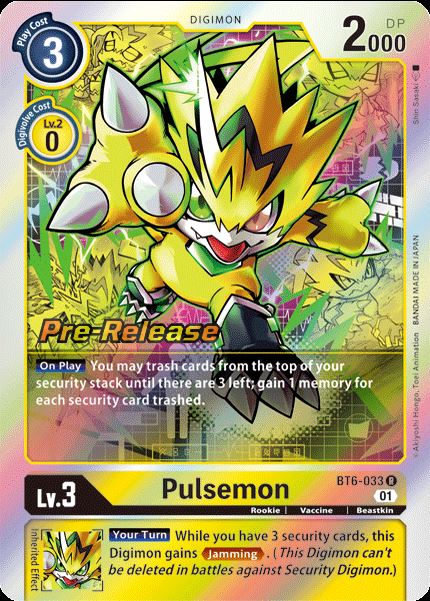 Play Cost
3
DIGIMON
DP
2000
Digivolve Cost
Lv.2
0
Shin Sasaki
Pre-Release
On Play You may trash cards from the top of your
security stack until there are 3 left; gain 1 memory for
each security card trashed.
©Akiyoshi Hongo, Toei Animation BANDAI MADE IN JAPAN
Lv.3
Pulsemon
BT6-033 R
01
Rookie | Vaccine | Beastkin
Inherited Effect
Your Turn While you have 3 security cards, this
Digimon gains Jamming . (This Digimon can't
be deleted in battles against Security Digimon.)